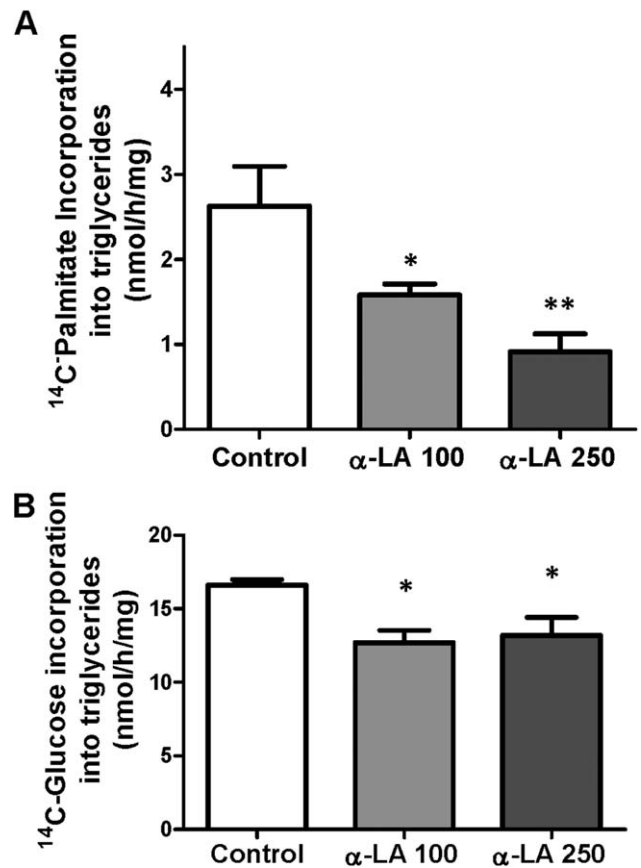 A
¹⁴C-Palmitate Incorporation
into triglycerides
(nmol/h/mg)
4
3
2
1
0
*
**
Control
α-LA 100
α-LA 250
B
¹⁴C-Glucose incorporation
into triglycerides
(nmol/h/mg)
20
15
10
5
0
*
*
Control
α-LA 100
α-LA 250